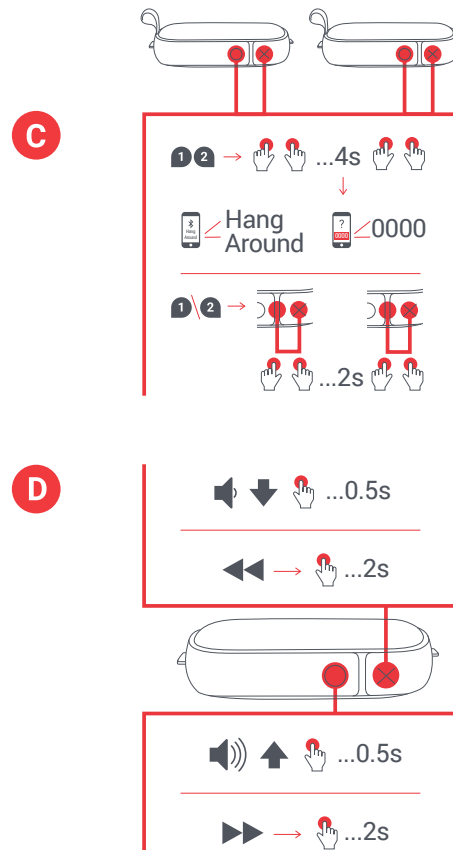 C
1 2 ...4s
Hang
Around
Hang
Around
?
0000
0000
1 \ 2
...2s
D
...0.5s
...2s
...0.5s
...2s